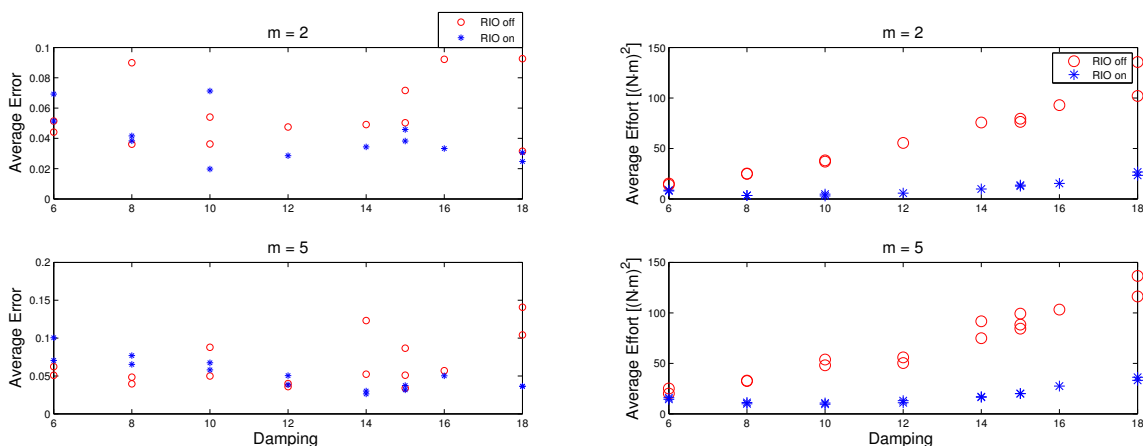 m = 2
RIO off
RIO on
Average Error
0.1
0.08
0.06
0.04
0.02
0
6 8 10 12 14 16 18
m = 5
Average Error
0.2
0.15
0.1
0.05
0
6 8 10 12 14 16 18
Damping
m = 2
RIO off
RIO on
Average Effort [(N·m)²]
150
100
50
0
6 8 10 12 14 16 18
m = 5
Average Effort [(N·m)²]
150
100
50
0
6 8 10 12 14 16 18
Damping